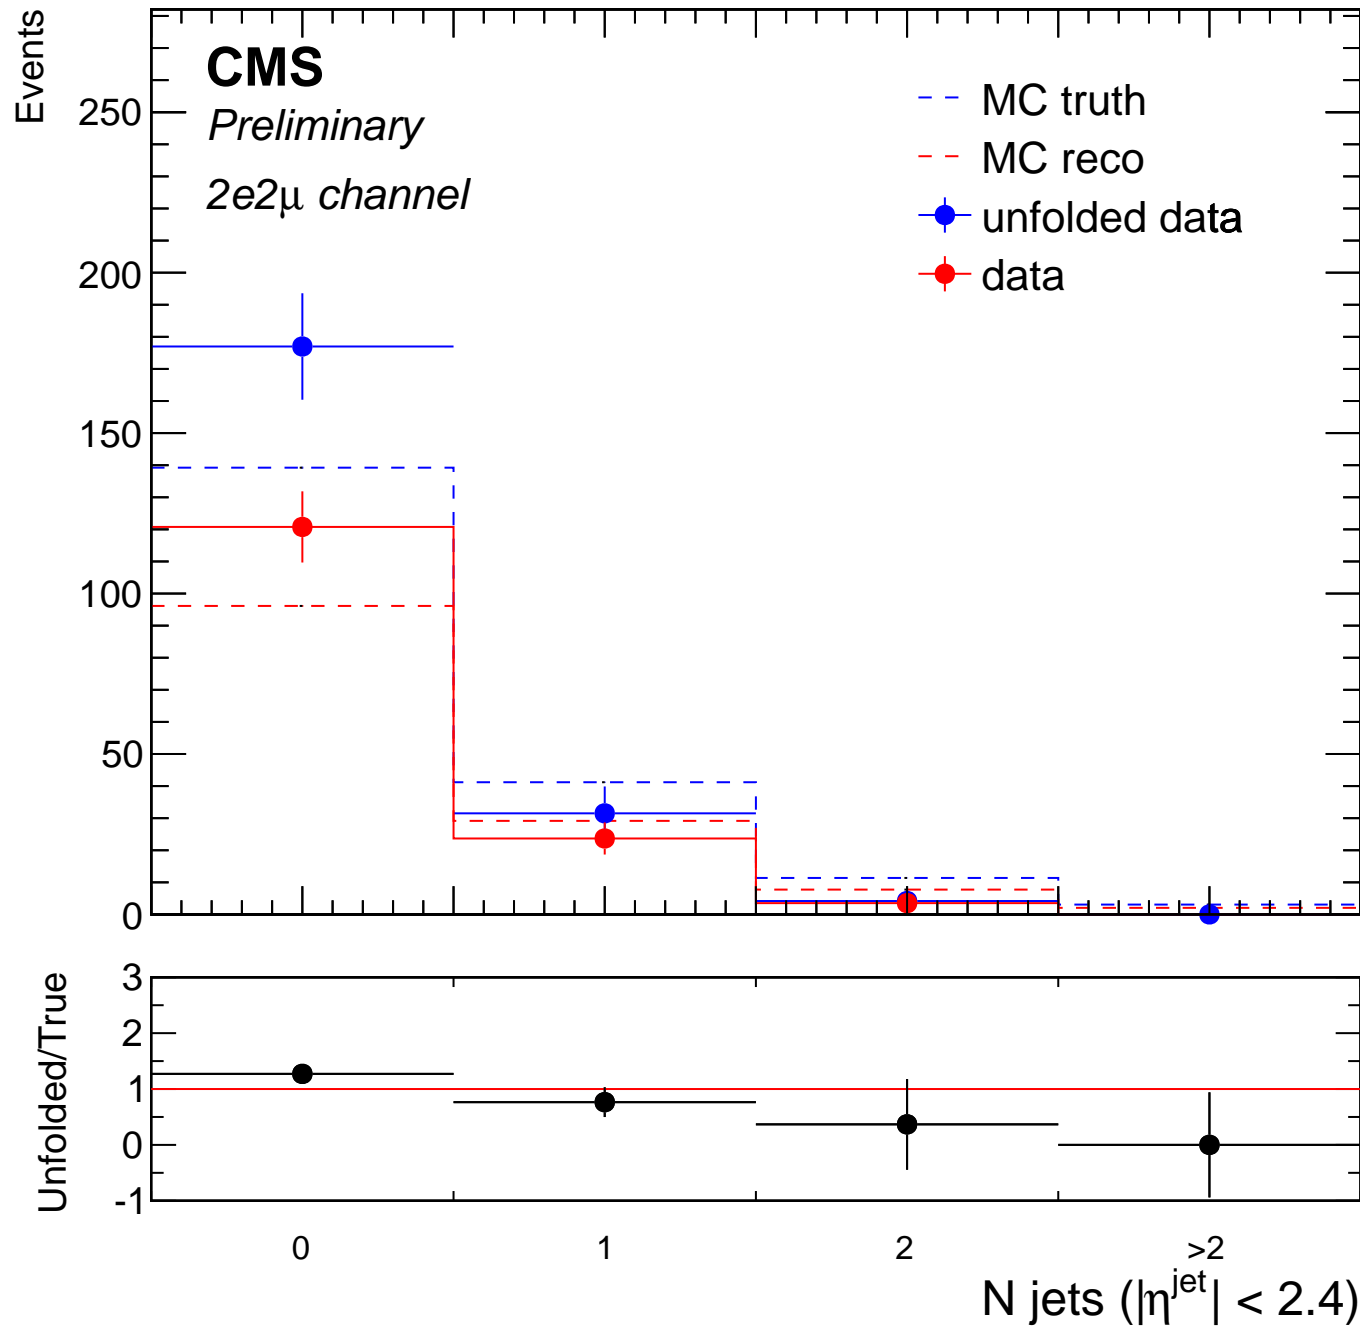 CMS
Preliminary
2e2μ channel
MC truth
MC reco
unfolded data
data
Events
250
200
150
100
50
0
Unfolded/True
3
2
1
0
-1
0 1 2 >2
N jets (|η^jet| < 2.4)